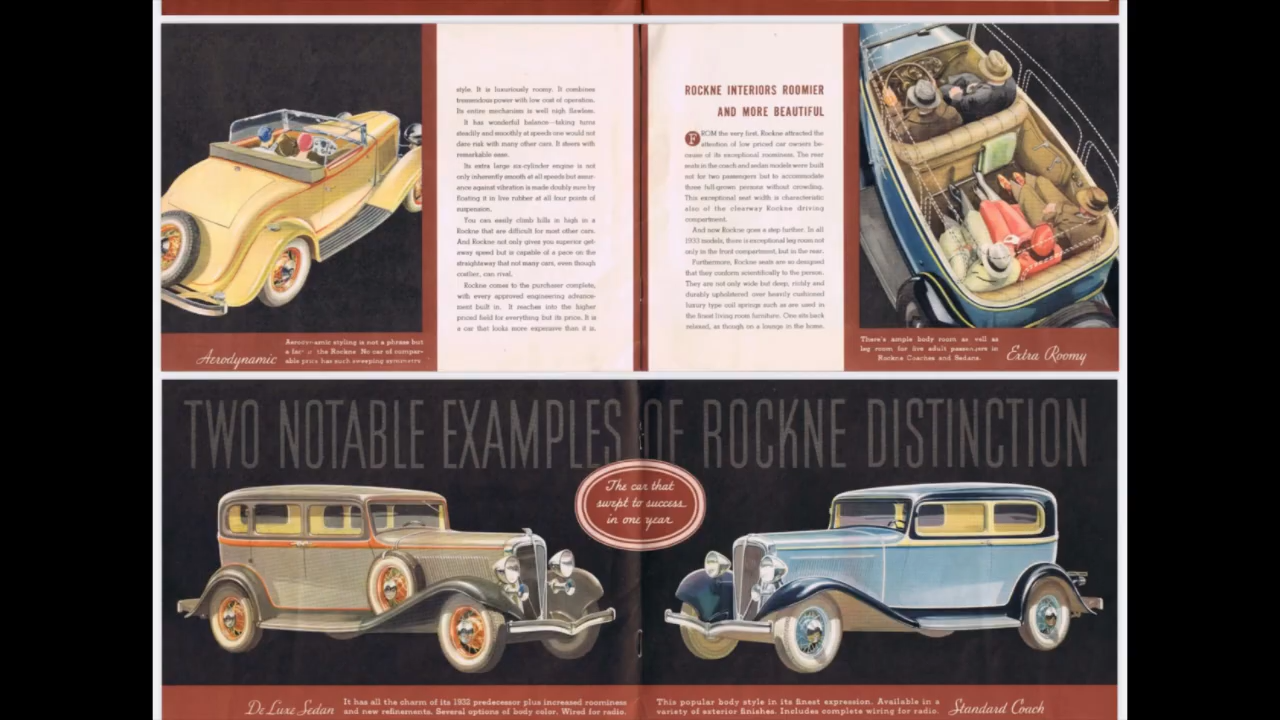 style. It is luxuriously roomy. It combines
tremendous power with low cost of operation.
Its entire mechanism is well nigh flawless.
It has wonderful balance—taking turns
steadily and smoothly at speeds one would not
dare risk with many other cars. It steers with
remarkable ease.
Its extra large six-cylinder engine is not
only inherently smooth at all speeds but assur-
ance against vibration is made doubly sure by
floating it in live rubber at all four points of
suspension.
You can easily climb hills in high in a
Rockne that are difficult for most other cars.
And Rockne not only gives you superior get-
away speed but is capable of a pace on the
straightaway that not many cars, even though
costlier, can rival.
Rockne comes to the purchaser complete,
with every approved engineering advance-
ment built in. It reaches into the higher
priced field for everything but its price. It is
a car that looks more expensive than it is.
Aerodynamic
Aerodynamic styling is not a phrase but
a fact in the Rockne. No car of compar-
able price has such sweeping symmetry.
ROCKNE INTERIORS ROOMIER
AND MORE BEAUTIFUL
FROM the very first, Rockne attracted the
attention of low priced car owners be-
cause of its exceptional roominess. The rear
seats in the coach and sedan models were built
not for two passengers but to accommodate
three full-grown persons without crowding.
This exceptional seat width is characteristic
also of the clearway Rockne driving
compartment.
And now Rockne goes a step further. In all
1933 models, there is exceptional leg room not
only in the front compartment, but in the rear.
Furthermore, Rockne seats are so designed
that they conform scientifically to the person.
They are not only wide but deep, richly and
durably upholstered over heavily cushioned
luxury type coil springs such as are used in
the finest living room furniture. One sits back
relaxed, as though on a lounge in the home.
There's ample body room as well as
leg room for five adult passengers in
Rockne Coaches and Sedans.
Extra Roomy
TWO NOTABLE EXAMPLES OF ROCKNE DISTINCTION
The car that
swept to success
in one year
De Luxe Sedan
It has all the charm of its 1932 predecessor plus increased roominess
and new refinements. Several options of body color. Wired for radio.
This popular body style in its finest expression. Available in a
variety of exterior finishes. Includes complete wiring for radio.
Standard Coach